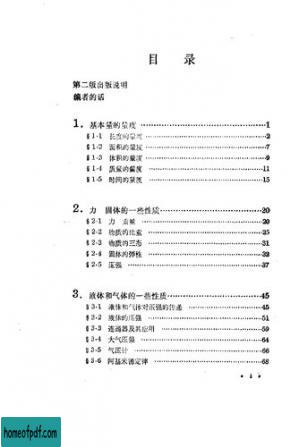 目 录
第二版出版说明
编者的话
1. 基本量的量度 1
§1-1 长度的量度 2
§1-2 面积的量度 7
§1-3 体积的量度 9
§1-4 质量的量度 11
§1-5 时间的量度 15
2. 力 固体的一些性质 20
§2-1 力 重量 20
§2-2 物质的比重 25
§2-3 物质的三态 31
§2-4 固体的弹性 32
§2-5 压强 37
3. 液体和气体的一些性质 45
§3-1 液体和气体对压强的传递 45
§3-2 液体的压强 51
§3-3 连通器及其应用 59
§3-4 大气压强 64
§3-5 气压计 66
§3-6 阿基米德定律 68
• 1 •
homeofpdf.com